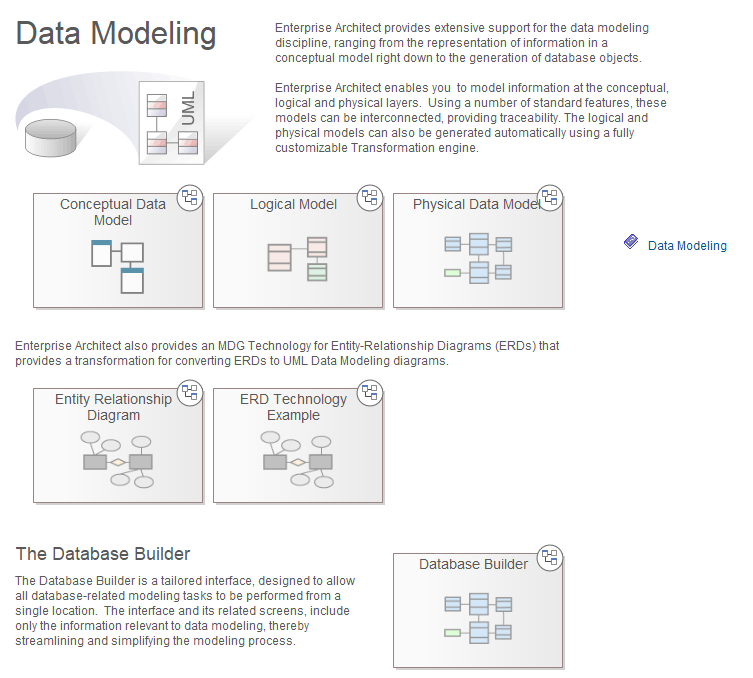 Data Modeling
Enterprise Architect provides extensive support for the data modeling
discipline, ranging from the representation of information in a
conceptual model right down to the generation of database objects.
Enterprise Architect enables you  to model information at the conceptual,
logical and physical layers.  Using a number of standard features, these
models can be interconnected, providing traceability. The logical and
physical models can also be generated automatically using a fully
customizable Transformation engine.
UML
Conceptual Data
Model
Logical Model
Physical Data Model
Data Modeling
Enterprise Architect also provides an MDG Technology for Entity-Relationship Diagrams (ERDs) that
provides a transformation for converting ERDs to UML Data Modeling diagrams.
Entity Relationship
Diagram
ERD Technology
Example
The Database Builder
The Database Builder is a tailored interface, designed to allow
all database-related modeling tasks to be performed from a
single location.  The interface and its related screens, include
only the information relevant to data modeling, thereby
streamlining and simplifying the modeling process.
Database Builder